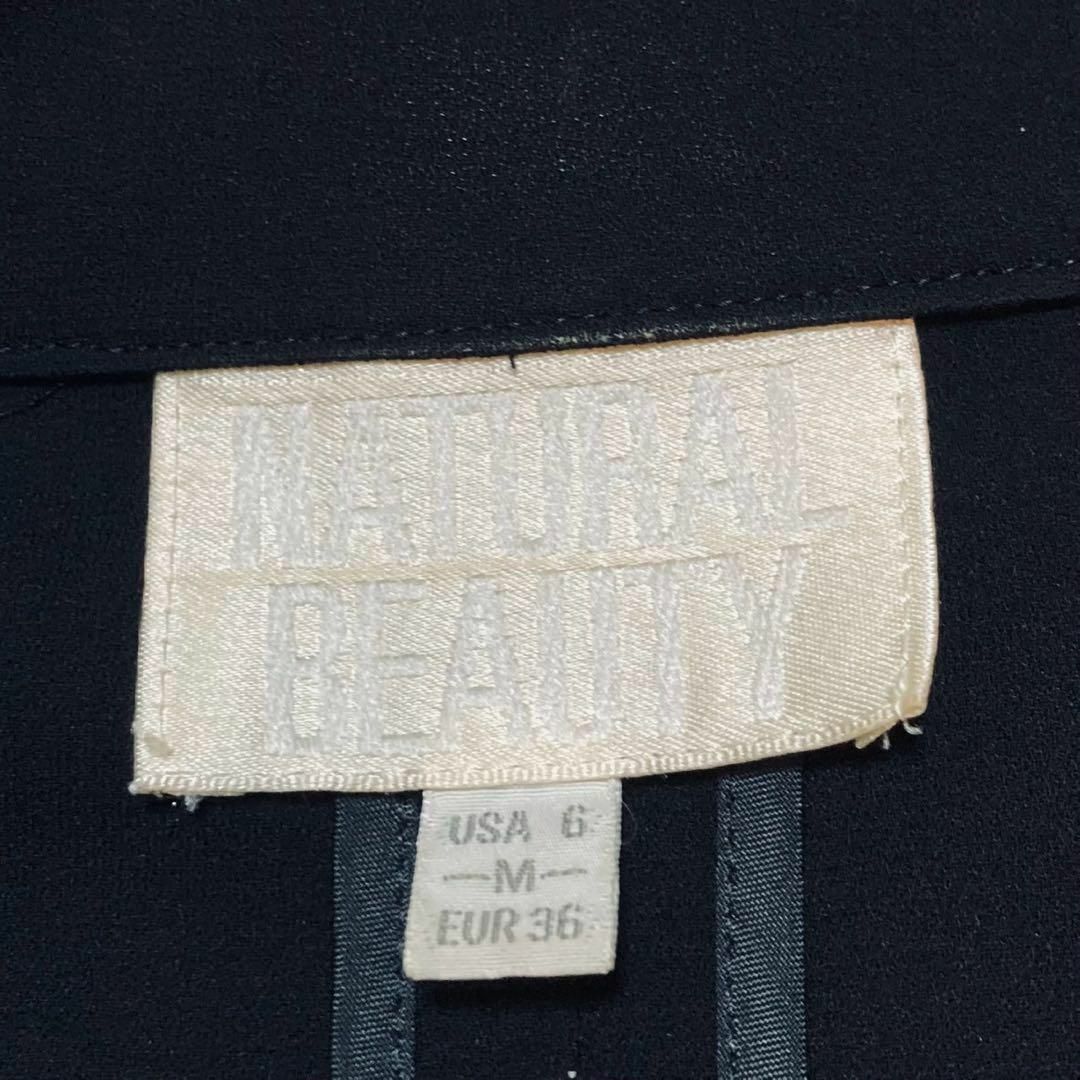 NATURAL
BEAUTY
USA 6
—M—
EUR 36